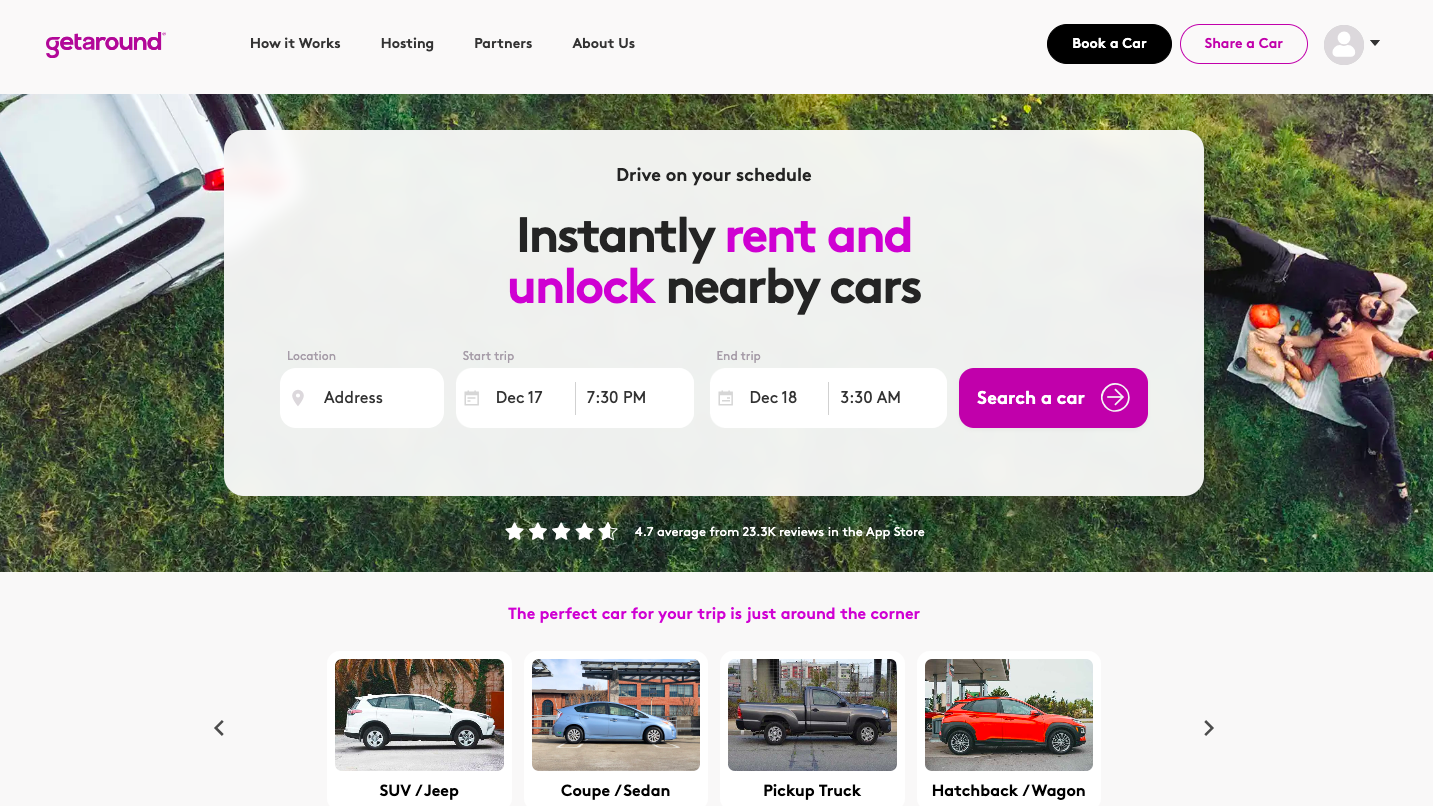 getaround
How it Works
Hosting
Partners
About Us
Book a Car
Share a Car
Drive on your schedule
Instantly rent and
unlock nearby cars
Location
Start trip
End trip
Address
Dec 17
7:30 PM
Dec 18
3:30 AM
Search a car
4.7 average from 23.3K reviews in the App Store
The perfect car for your trip is just around the corner
SUV / Jeep
Coupe / Sedan
Pickup Truck
Hatchback / Wagon